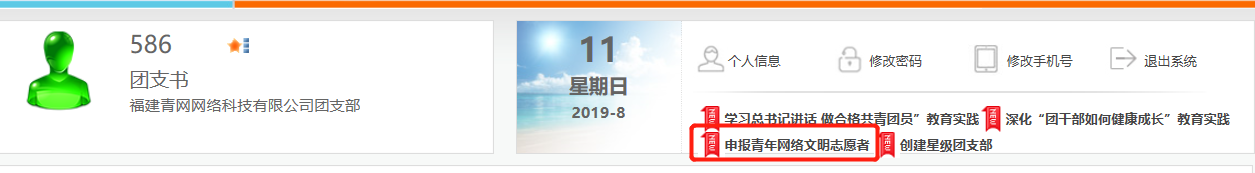 586
团支书
福建青网网络科技有限公司团支部
11
星期日
2019-8
个人信息 修改密码 修改手机号 退出系统
NEW 学习总书记讲话 做合格共青团员”教育实践 NEW 深化“团干部如何健康成长”教育实践
NEW 申报青年网络文明志愿者 NEW 创建星级团支部